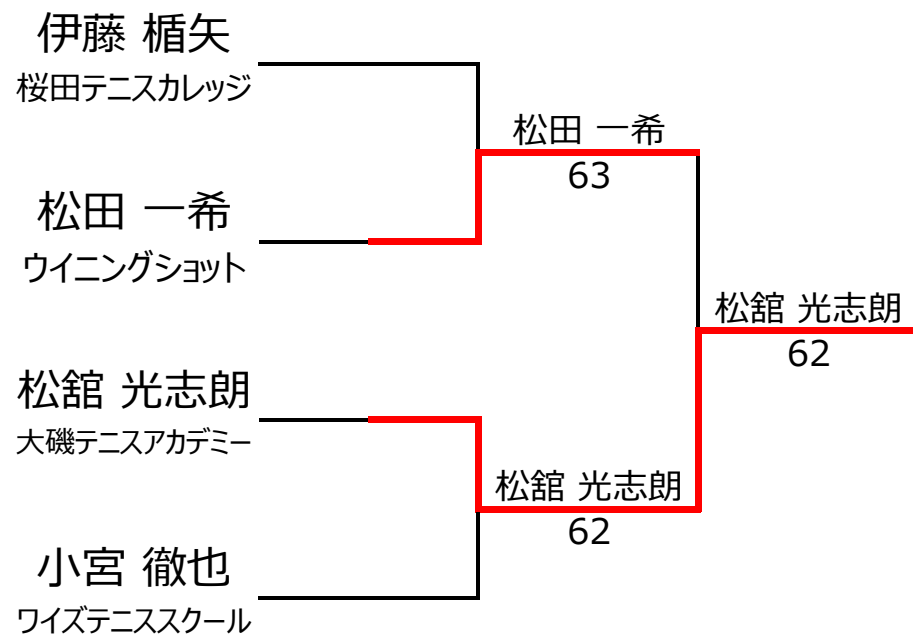 伊藤 楯矢
桜田テニスカレッジ
松田 一希
63
松田 一希
ウイニングショット
松舘 光志朗
62
松舘 光志朗
大磯テニスアカデミー
松舘 光志朗
62
小宮 徹也
ワイズテニススクール